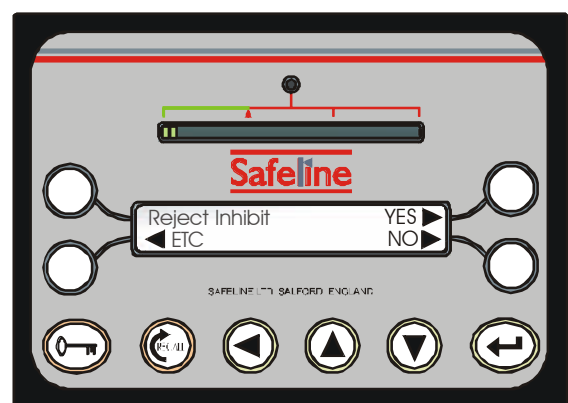 Safeline
Reject Inhibit YES
ETC NO
SAFELINE LTD SALFORD ENGLAND
RECALL